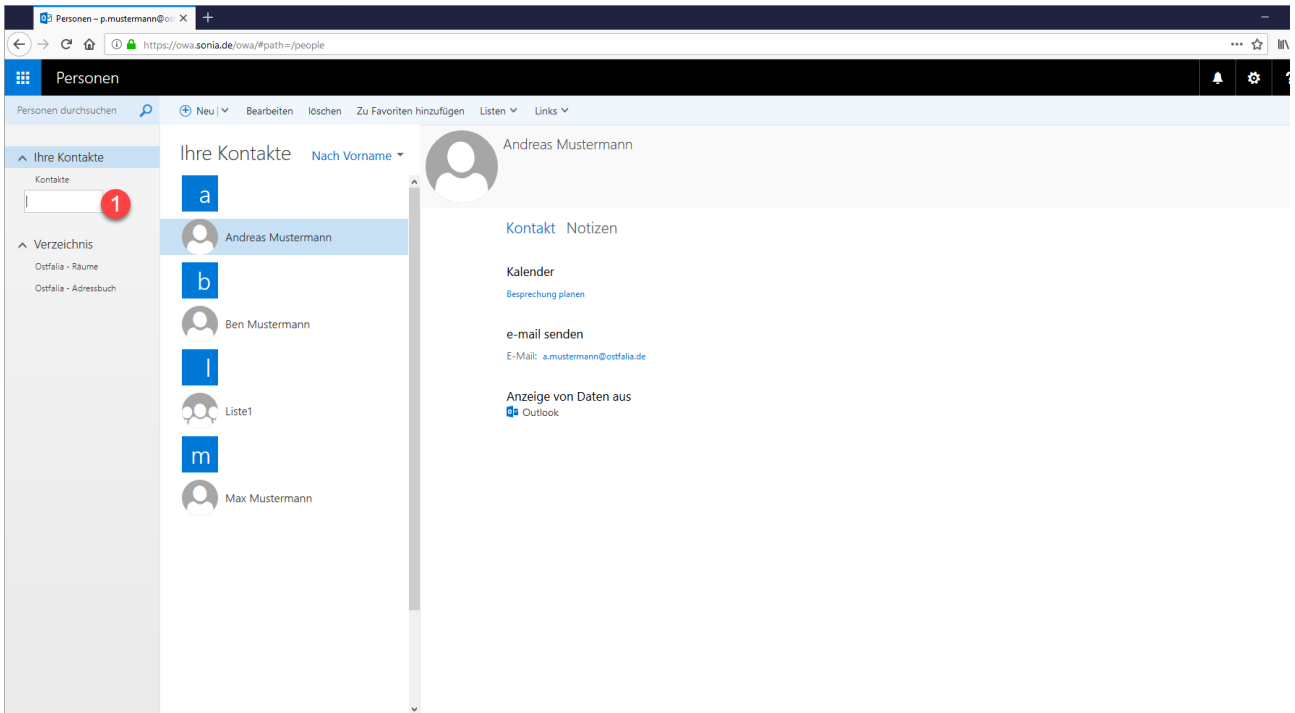 Personen – p.mustermann@os
https://owa.sonia.de/owa/#path=/people
Personen
?
Personen durchsuchen
Neu
Bearbeiten
löschen
Zu Favoriten hinzufügen
Listen
Links
Ihre Kontakte
Kontakte
1
Verzeichnis
Ostfalia - Räume
Ostfalia - Adressbuch
Ihre Kontakte
Nach Vorname
a
Andreas Mustermann
b
Ben Mustermann
l
Liste1
m
Max Mustermann
Andreas Mustermann
Kontakt
Notizen
Kalender
Besprechung planen
e-mail senden
E-Mail: a.mustermann@ostfalia.de
Anzeige von Daten aus
Outlook